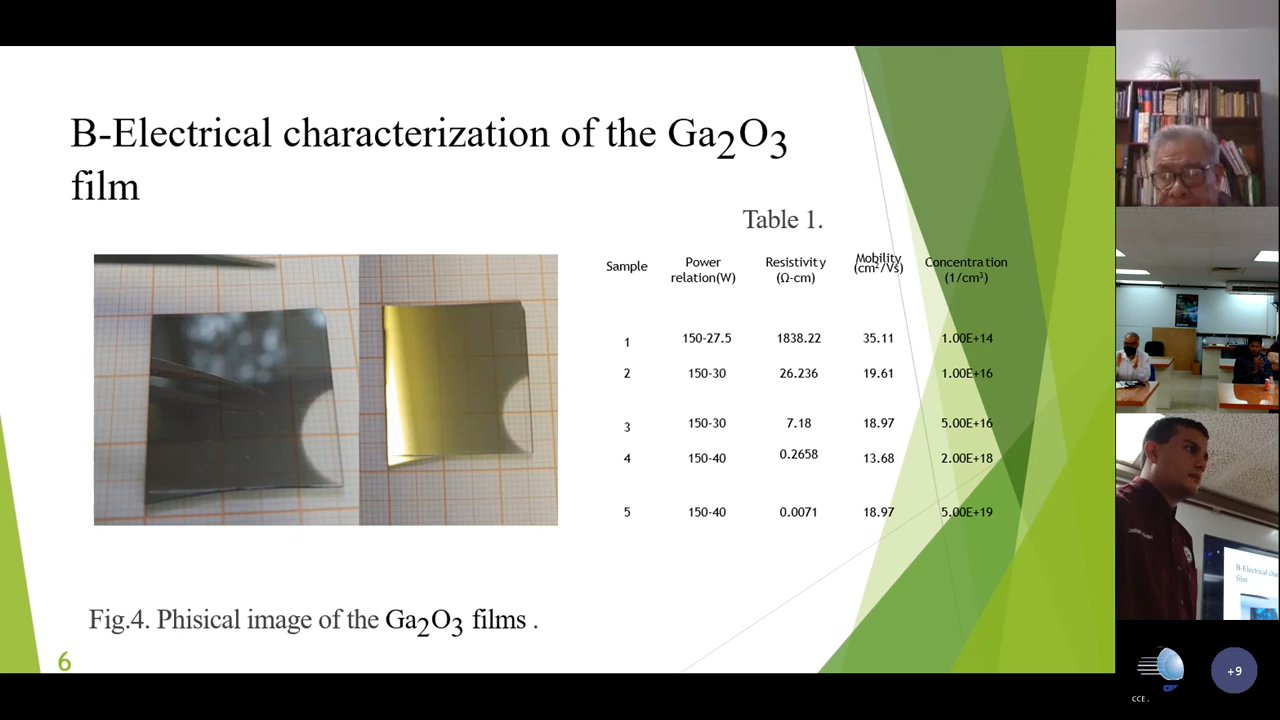 B-Electrical characterization of the Ga2O3
film
Table 1.
Sample Power relation(W) Resistivity (Ω-cm) Mobility (cm²/Vs) Concentration (1/cm³)
1 150-27.5 1838.22 35.11 1.00E+14
2 150-30 26.236 19.61 1.00E+16
3 150-30 7.18 18.97 5.00E+16
4 150-40 0.2658 13.68 2.00E+18
5 150-40 0.0071 18.97 5.00E+19
Fig.4. Phisical image of the Ga2O3 films .
6
B-Electrical cha
film
CCE.
+9